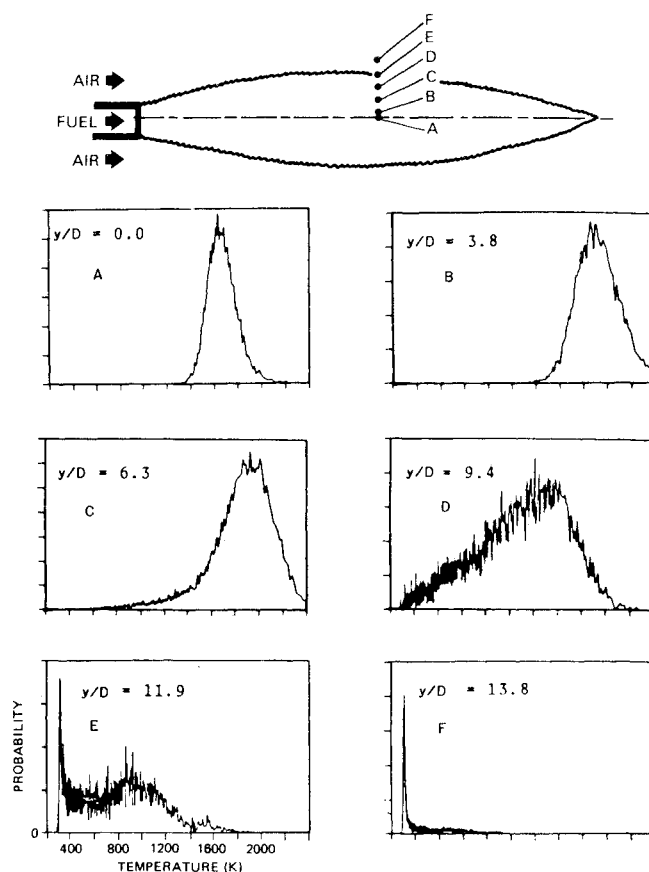 F
E
D
C
B
A
AIR
FUEL
AIR
y/D = 0.0
A
y/D = 3.8
B
y/D = 6.3
C
y/D = 9.4
D
y/D = 11.9
E
y/D = 13.8
F
PROBABILITY
0
400 800 1200 1600 2000
TEMPERATURE (K)